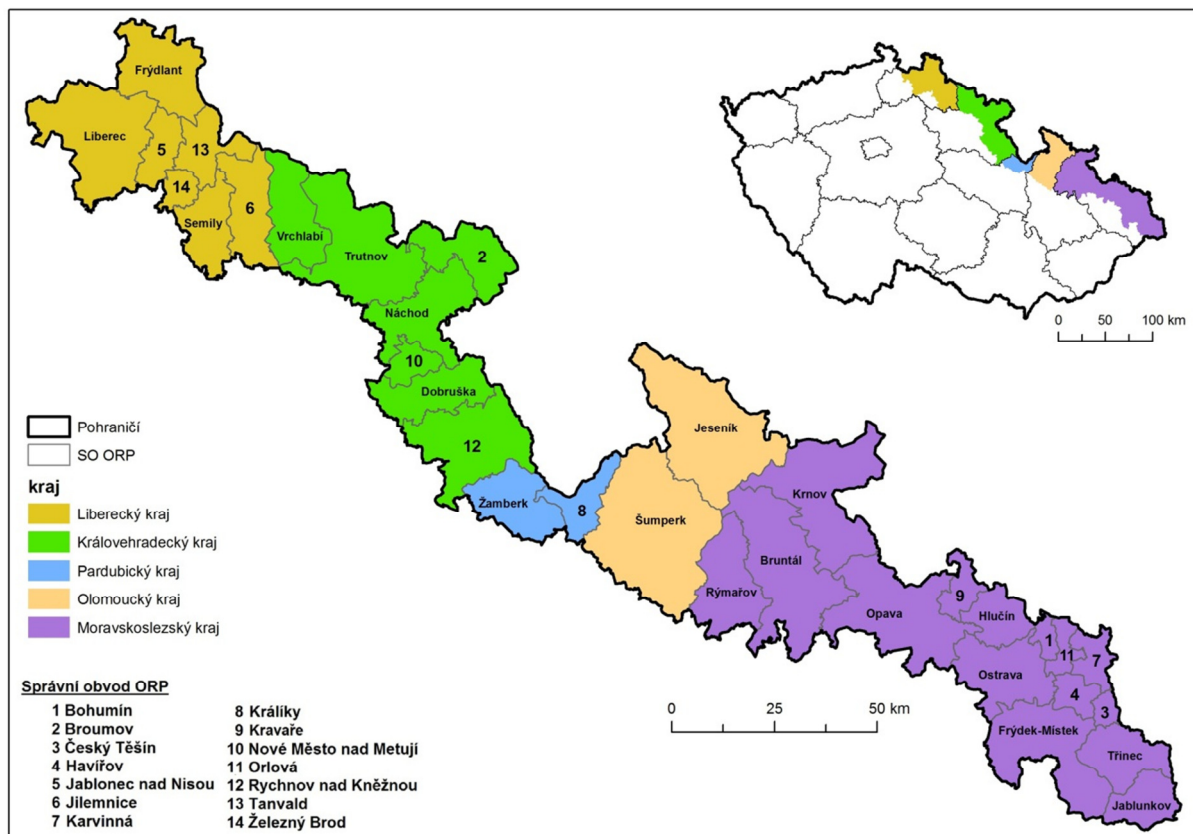 Frýdlant
Liberec
5
13
14
6
Semily
Vrchlabí
Trutnov
2
Náchod
10
Dobruška
12
Žamberk
8
Jeseník
Šumperk
Krnov
Bruntál
Rýmařov
Opava
9
Hlučín
1
11
7
Ostrava
4
3
Frýdek-Místek
Třinec
Jablunkov
0 50 100 km
Pohraničí
SO ORP
kraj
Liberecký kraj
Královehradecký kraj
Pardubický kraj
Olomoucký kraj
Moravskoslezský kraj
0 25 50 km
Správní obvod ORP
1 Bohumín
2 Broumov
3 Český Těšín
4 Havířov
5 Jablonec nad Nisou
6 Jilemnice
7 Karvinná
8 Králíky
9 Kravaře
10 Nové Město nad Metují
11 Orlová
12 Rychnov nad Kněžnou
13 Tanvald
14 Železný Brod